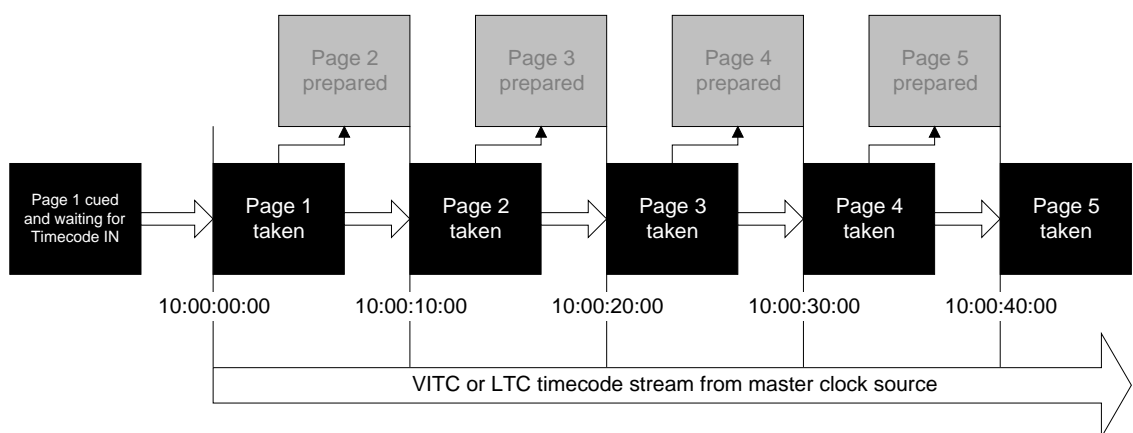 Page 2
prepared
Page 3
prepared
Page 4
prepared
Page 5
prepared
Page 1 cued
and waiting for
Timecode IN
Page 1
taken
Page 2
taken
Page 3
taken
Page 4
taken
Page 5
taken
10:00:00:00
10:00:10:00
10:00:20:00
10:00:30:00
10:00:40:00
VITC or LTC timecode stream from master clock source